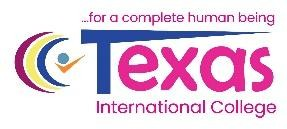 ...for a complete human being
Texas
International College